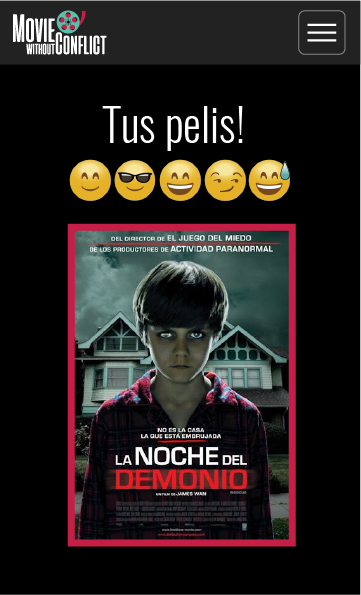 MOVIE
WITHOUT CONFLICT
Tus pelis!
DEL DIRECTOR DE EL JUEGO DEL MIEDO
DE LOS PRODUCTORES DE ACTIVIDAD PARANORMAL
NO ES LA CASA
LA QUE ESTÁ EMBRUJADA
LA NOCHE DEL
DEMONIO
UN FILM DE JAMES WAN